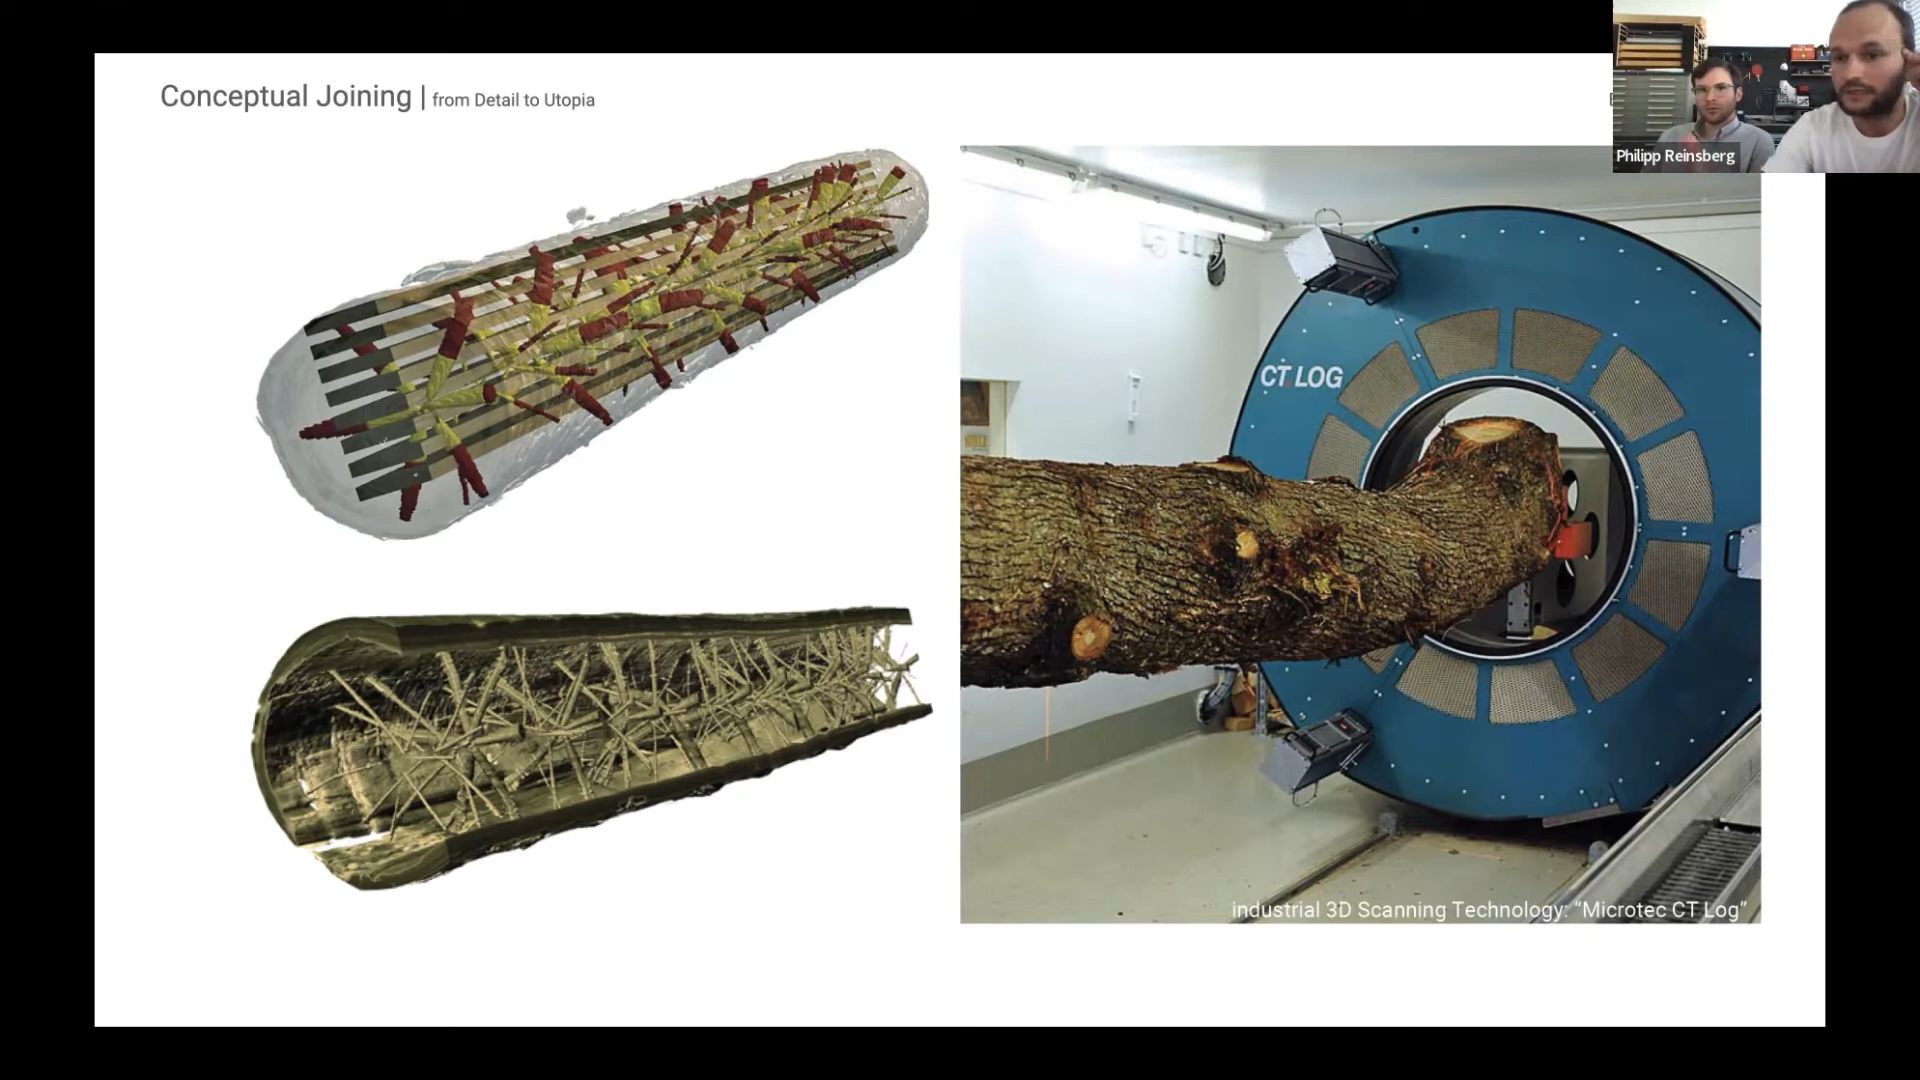 Conceptual Joining | from Detail to Utopia
Philipp Reinsberg
CT LOG
industrial 3D Scanning Technology: “Microtec CT Log”